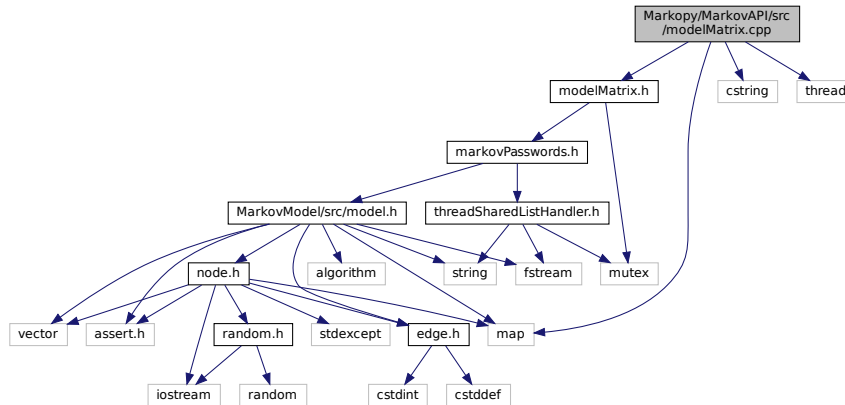 Markopy/MarkovAPI/src
/modelMatrix.cpp
modelMatrix.h
cstring
thread
markovPasswords.h
MarkovModel/src/model.h
threadSharedListHandler.h
node.h
algorithm
string
fstream
mutex
vector
assert.h
random.h
stdexcept
edge.h
map
iostream
random
cstdint
cstddef